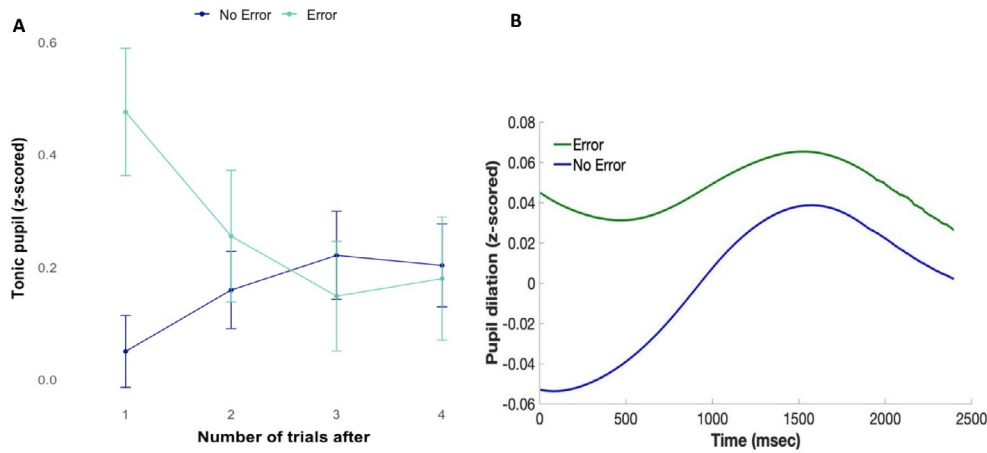 A
No Error Error
Tonic pupil (z-scored)
0.6
0.4
0.2
0.0
1 2 3 4
Number of trials after
B
Pupil dilation (z-scored)
0.08
0.06
0.04
0.02
0
-0.02
-0.04
-0.06
Error
No Error
0 500 1000 1500 2000 2500
Time (msec)